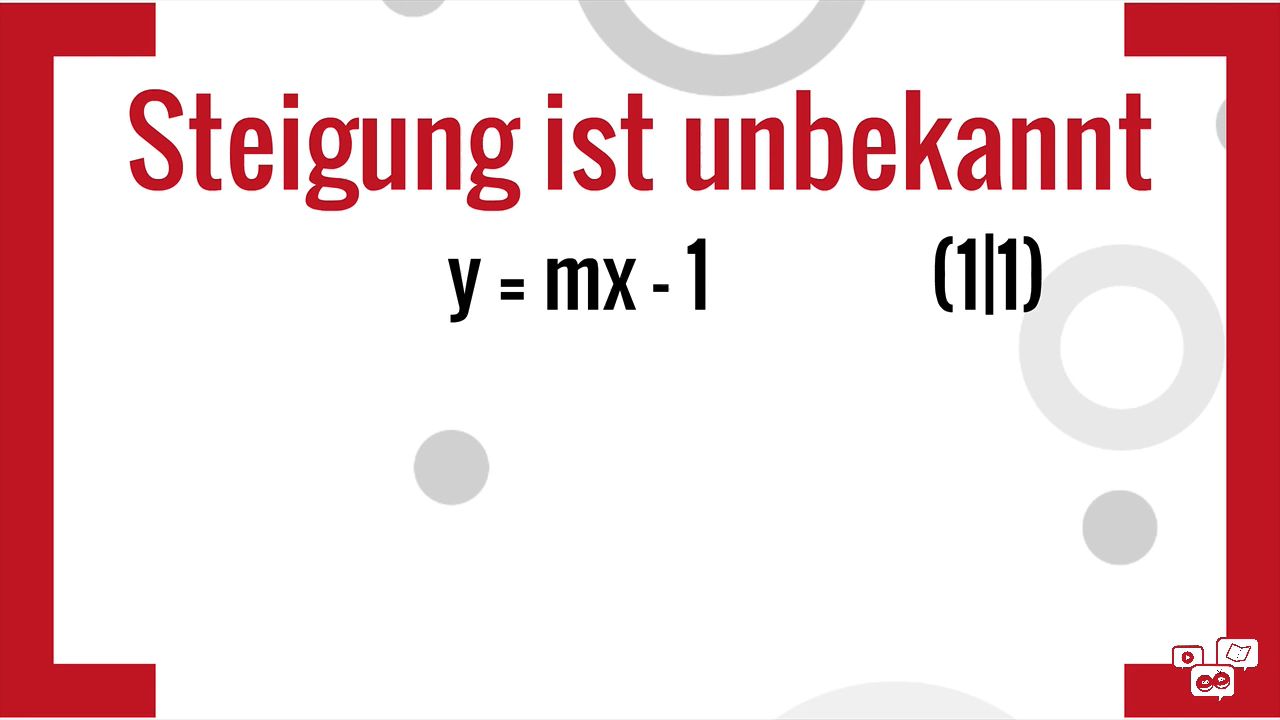 Steigung ist unbekannt
y = mx - 1 (1|1)